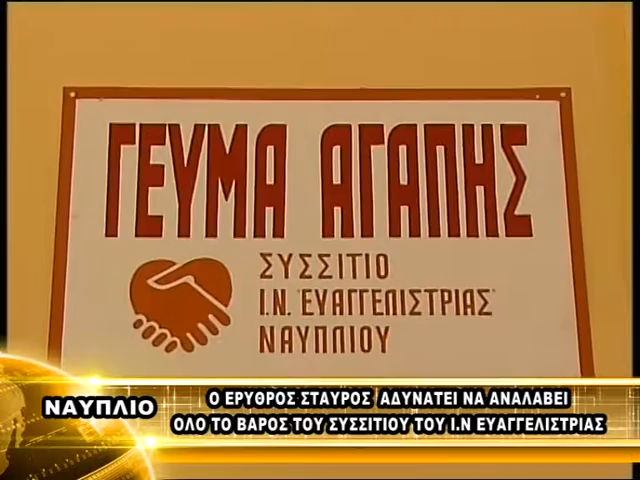 ΓΕΥΜΑ ΑΓΑΠΗΣ
ΣΥΣΣΙΤΙΟ
Ι.Ν. "ΕΥΑΓΓΕΛΙΣΤΡΙΑΣ"
ΝΑΥΠΛΙΟΥ
ΝΑΥΠΛΙΟ
Ο ΕΡΥΘΡΟΣ ΣΤΑΥΡΟΣ ΑΔΥΝΑΤΕΙ ΝΑ ΑΝΑΛΑΒΕΙ
ΟΛΟ ΤΟ ΒΑΡΟΣ ΤΟΥ ΣΥΣΣΙΤΙΟΥ ΤΟΥ Ι.Ν ΕΥΑΓΓΕΛΙΣΤΡΙΑΣ